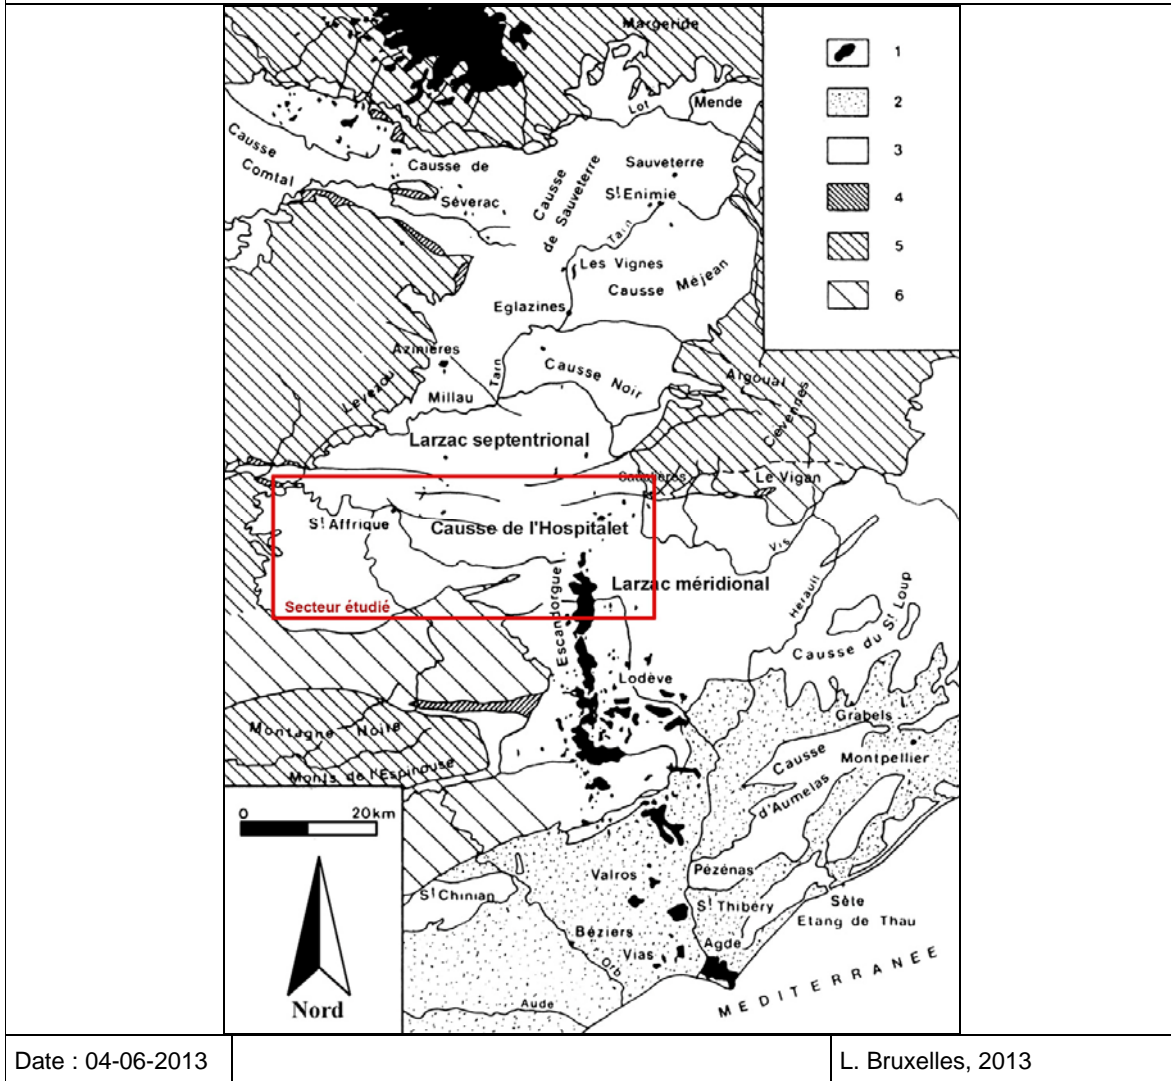 Margeride
1
2
3
4
5
6
Lot
Mende
Causse
Comtal
Causse de
Séverac
Causse
de Sauveterre
Sauveterre
St Enimie
Tarn
Les Vignes
Causse Méjean
Eglazines
Azinières
Tarn
Causse Noir
Levezou
Millau
Aigoual
Cévennes
Larzac septentrional
Le Vigan
St Affrique
Causse de l'Hospitalet
Vis
Escandorgue
Larzac méridional
Hérault
Secteur étudié
Causse du St Loup
Lodève
Montagne Noire
Monts de l'Espinouse
Grabels
Causse
d'Aumelas
Montpellier
0 20km
Nord
St Chinian
Valros
Pézénas
St Thibéry
Sète
Etang de Thau
Béziers
Vias
Agde
Orb
Aude
MEDITERRANÉE
Date : 04-06-2013
L. Bruxelles, 2013